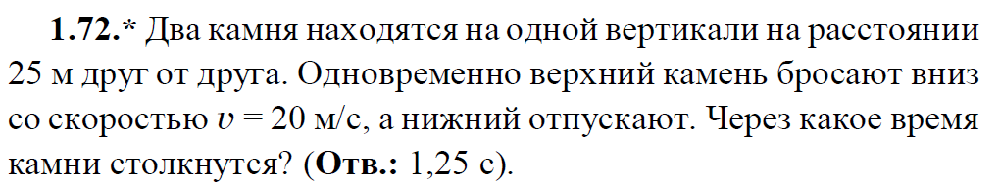 1.72.* Два камня находятся на одной вертикали на расстоянии
25 м друг от друга. Одновременно верхний камень бросают вниз
со скоростью υ = 20 м/с, а нижний отпускают. Через какое время
камни столкнутся? (Отв.: 1,25 с).